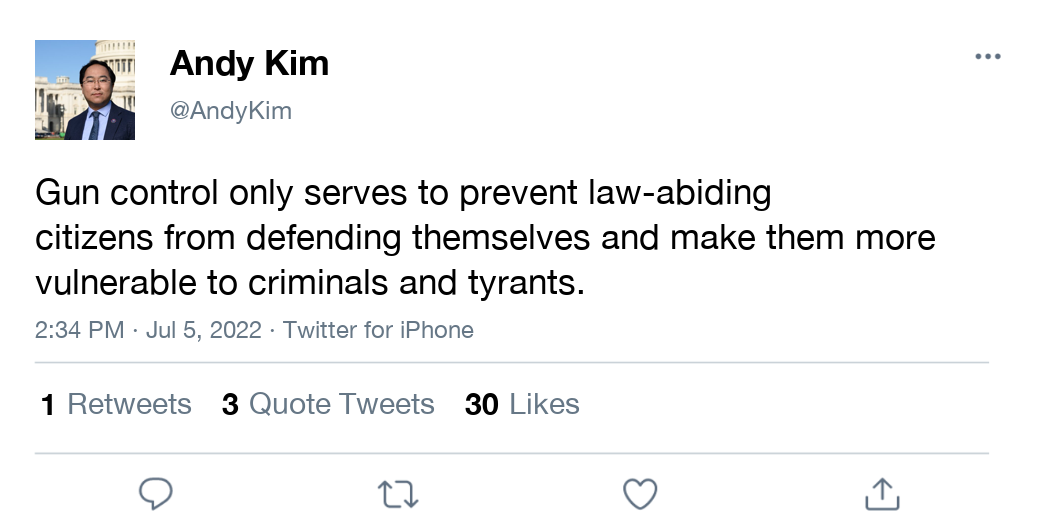 Andy Kim
@AndyKim
Gun control only serves to prevent law-abiding
citizens from defending themselves and make them more
vulnerable to criminals and tyrants.
2:34 PM · Jul 5, 2022 · Twitter for iPhone
1 Retweets 3 Quote Tweets 30 Likes